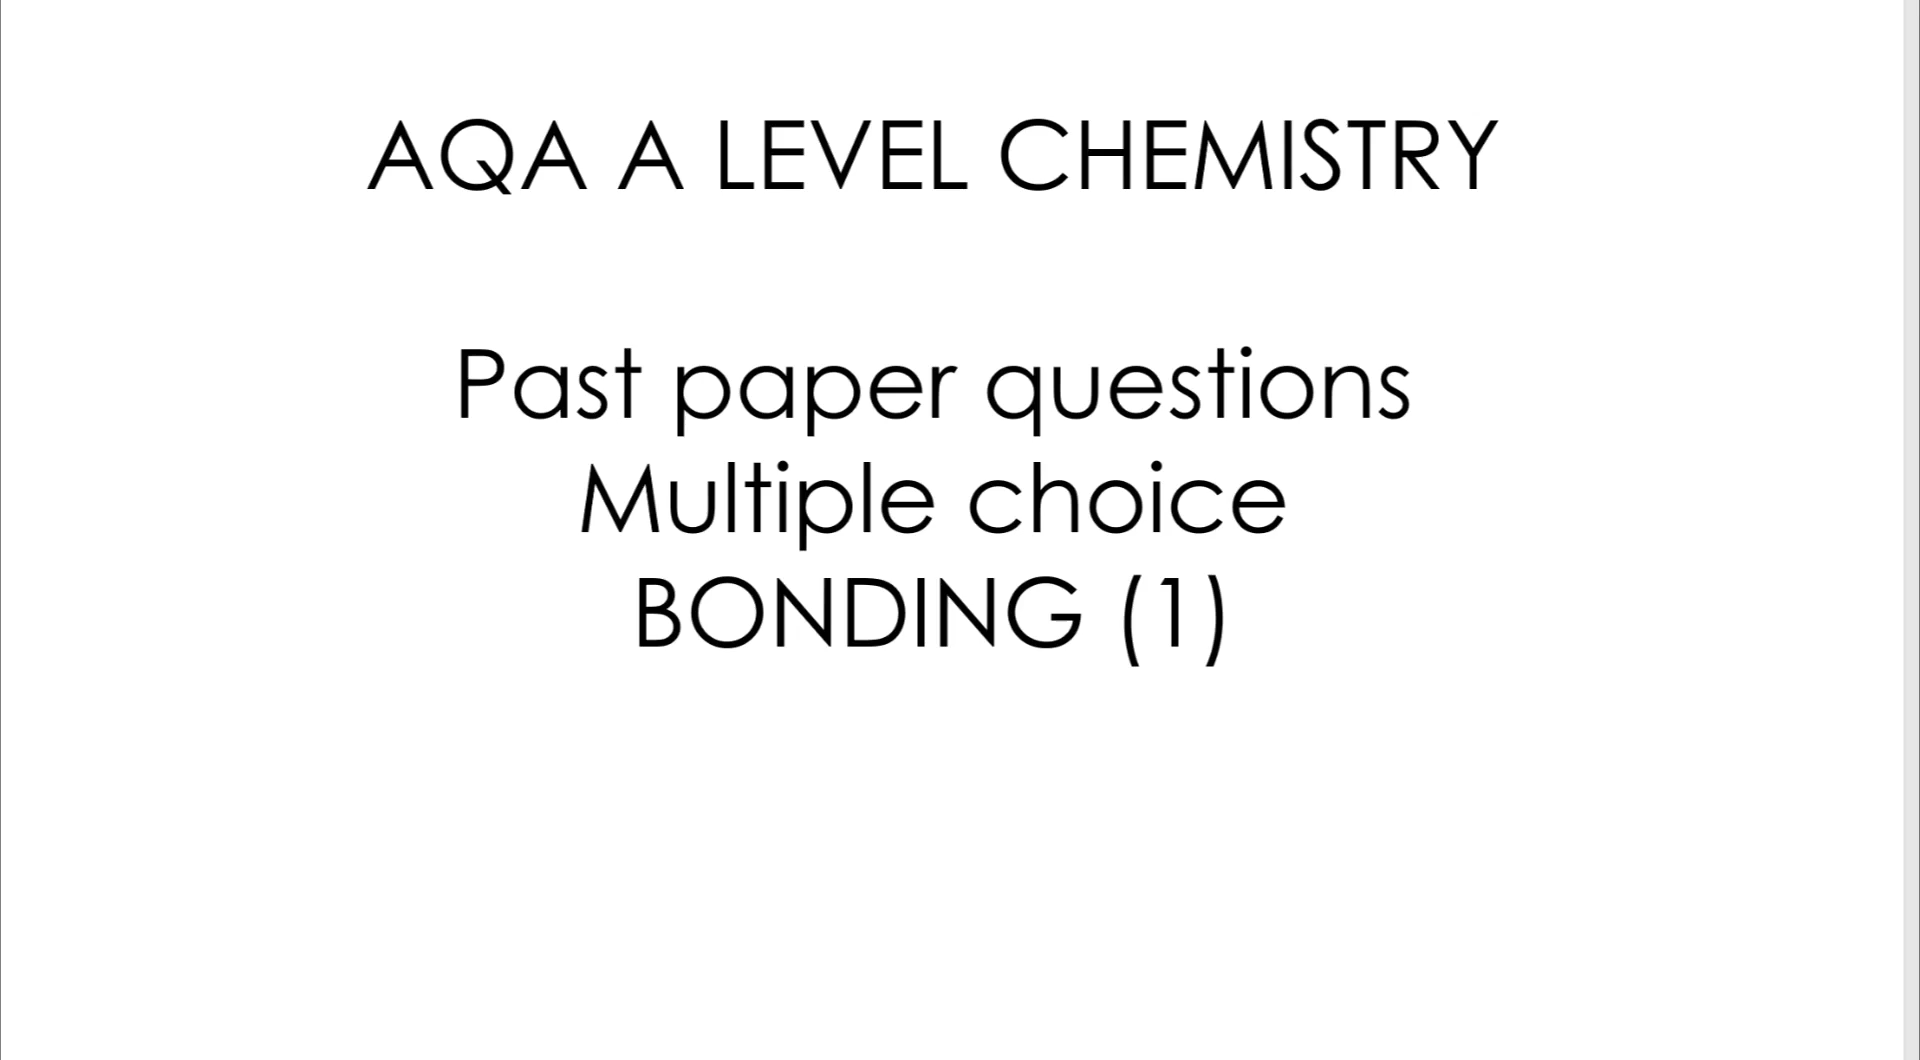 AQA A LEVEL CHEMISTRY
Past paper questions
Multiple choice
BONDING (1)